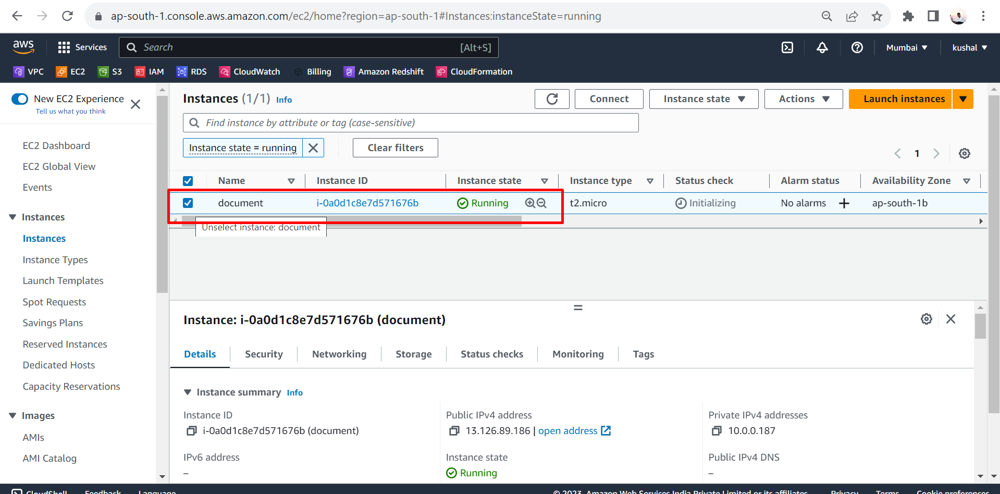 ap-south-1.console.aws.amazon.com/ec2/home?region=ap-south-1#Instances:instanceState=running
aws Services Search [Alt+S] Mumbai kushal
VPC EC2 S3 IAM RDS CloudWatch Billing Amazon Redshift CloudFormation
New EC2 Experience
Tell us what you think
EC2 Dashboard
EC2 Global View
Events
Instances
Instances
Instance Types
Launch Templates
Spot Requests
Savings Plans
Reserved Instances
Dedicated Hosts
Capacity Reservations
Images
AMIs
AMI Catalog
Instances (1/1) Info
Connect Instance state Actions Launch instances
Find instance by attribute or tag (case-sensitive)
Instance state = running Clear filters
1
Name Instance ID Instance state Instance type Status check Alarm status Availability Zone
document i-0a0d1c8e7d571676b Running t2.micro Initializing No alarms + ap-south-1b
Unselect instance: document
Instance: i-0a0d1c8e7d571676b (document)
Details Security Networking Storage Status checks Monitoring Tags
Instance summary Info
Instance ID Public IPv4 address Private IPv4 addresses
i-0a0d1c8e7d571676b (document) 13.126.89.186 | open address 10.0.0.187
IPv6 address Instance state Public IPv4 DNS
– Running –
CloudShell Feedback Language © 2023, Amazon Web Services India Private Limited or its affiliates. Privacy Terms Cookie preferences